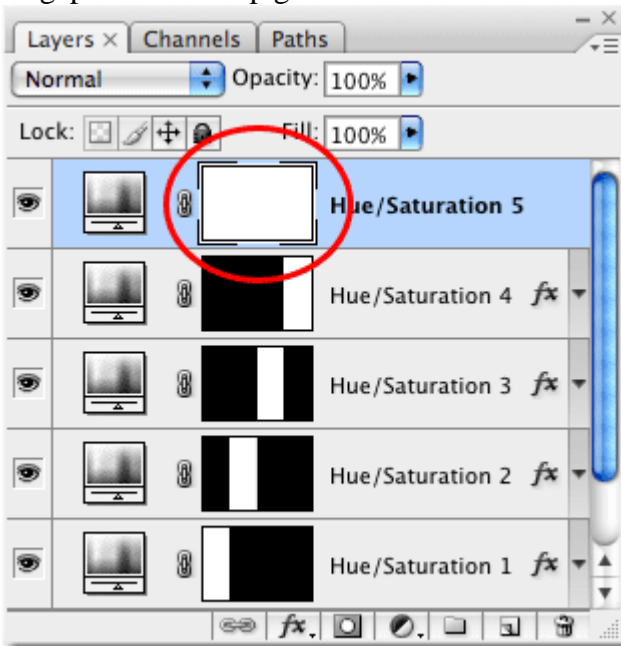 Layers × Channels Paths
Normal Opacity: 100%
Lock: Fill: 100%
Hue/Saturation 5
Hue/Saturation 4 fx
Hue/Saturation 3 fx
Hue/Saturation 2 fx
Hue/Saturation 1 fx
fx.